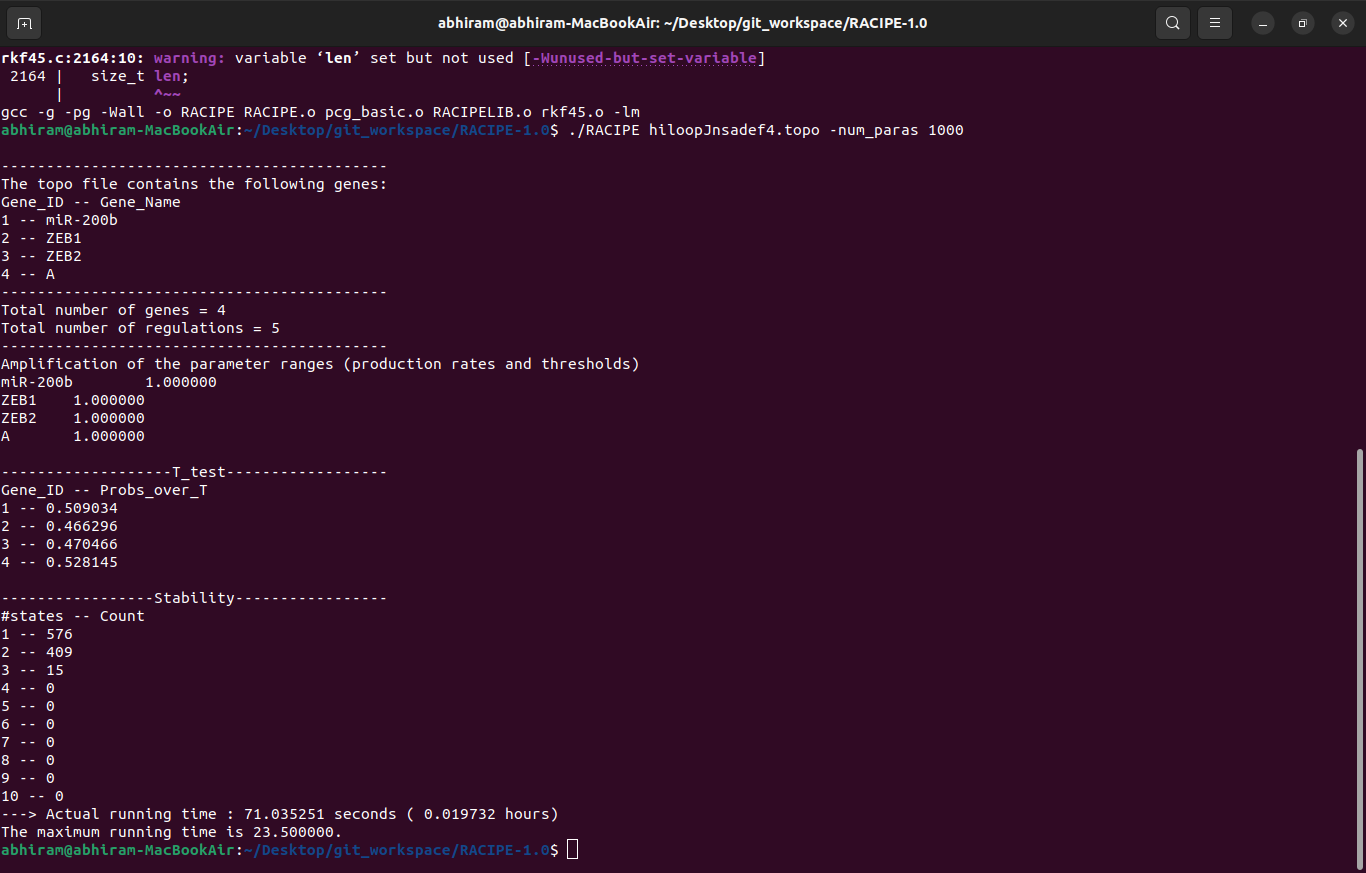 abhiram@abhiram-MacBookAir: ~/Desktop/git_workspace/RACIPE-1.0
rkf45.c:2164:10: warning: variable ‘len’ set but not used [-Wunused-but-set-variable]
 2164 |   size_t len;
      |          ^~~
gcc -g -pg -Wall -o RACIPE RACIPE.o pcg_basic.o RACIPELIB.o rkf45.o -lm
abhiram@abhiram-MacBookAir:~/Desktop/git_workspace/RACIPE-1.0$ ./RACIPE hiloopJnsadef4.topo -num_paras 1000
-------------------------------------------
The topo file contains the following genes:
Gene_ID -- Gene_Name
1 -- miR-200b
2 -- ZEB1
3 -- ZEB2
4 -- A
-------------------------------------------
Total number of genes = 4
Total number of regulations = 5
-------------------------------------------
Amplification of the parameter ranges (production rates and thresholds)
miR-200b        1.000000
ZEB1    1.000000
ZEB2    1.000000
A       1.000000
-------------------T_test------------------
Gene_ID -- Probs_over_T
1 -- 0.509034
2 -- 0.466296
3 -- 0.470466
4 -- 0.528145
-----------------Stability-----------------
#states -- Count
1 -- 576
2 -- 409
3 -- 15
4 -- 0
5 -- 0
6 -- 0
7 -- 0
8 -- 0
9 -- 0
10 -- 0
---> Actual running time : 71.035251 seconds ( 0.019732 hours)
The maximum running time is 23.500000.
abhiram@abhiram-MacBookAir:~/Desktop/git_workspace/RACIPE-1.0$